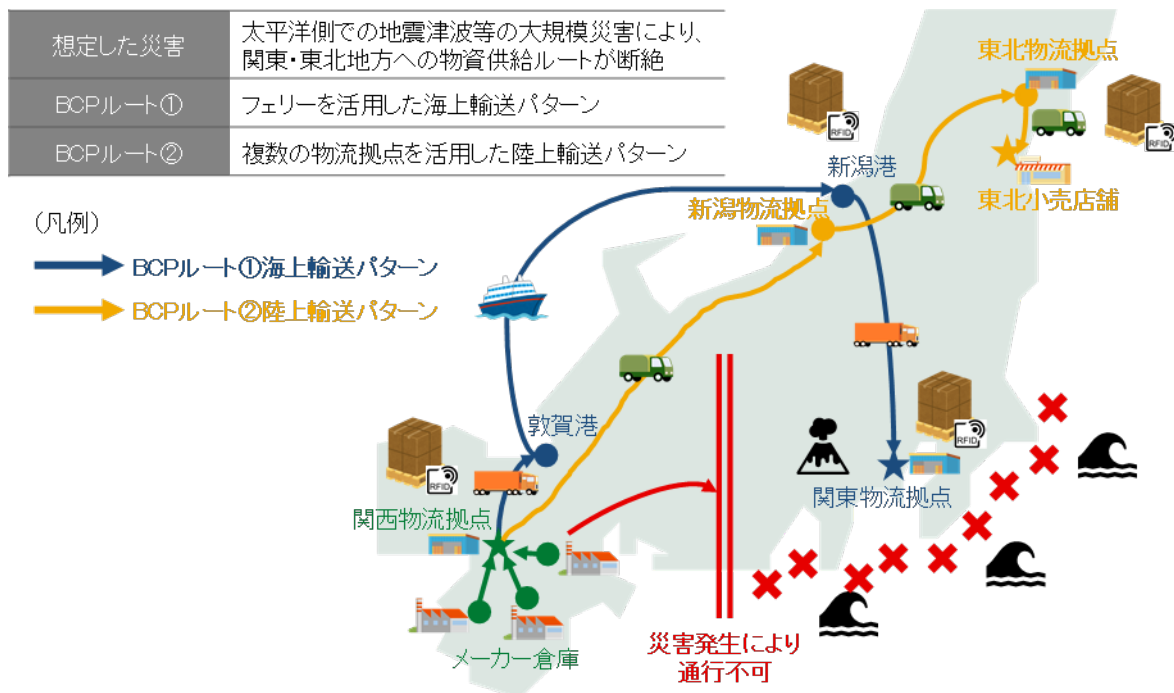 想定した災害
太平洋側での地震津波等の大規模災害により、
関東・東北地方への物資供給ルートが断絶
BCPルート①
フェリーを活用した海上輸送パターン
BCPルート②
複数の物流拠点を活用した陸上輸送パターン
(凡例)
BCPルート①海上輸送パターン
BCPルート②陸上輸送パターン
東北物流拠点
RFID
RFID
新潟港
新潟物流拠点
東北小売店舗
敦賀港
RFID
RFID
関東物流拠点
関西物流拠点
メーカー倉庫
災害発生により
通行不可